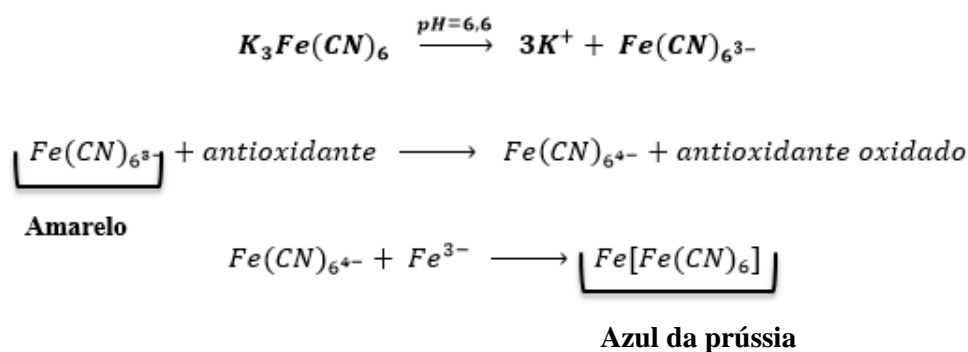 pH=6,6
K₃Fe(CN)₆ ⟶ 3K⁺ + Fe(CN)₆³⁻
Fe(CN)₆³⁻ + antioxidante ⟶ Fe(CN)₆⁴⁻ + antioxidante oxidado
Amarelo
Fe(CN)₆⁴⁻ + Fe³⁻ ⟶ Fe[Fe(CN)₆]
Azul da prússia